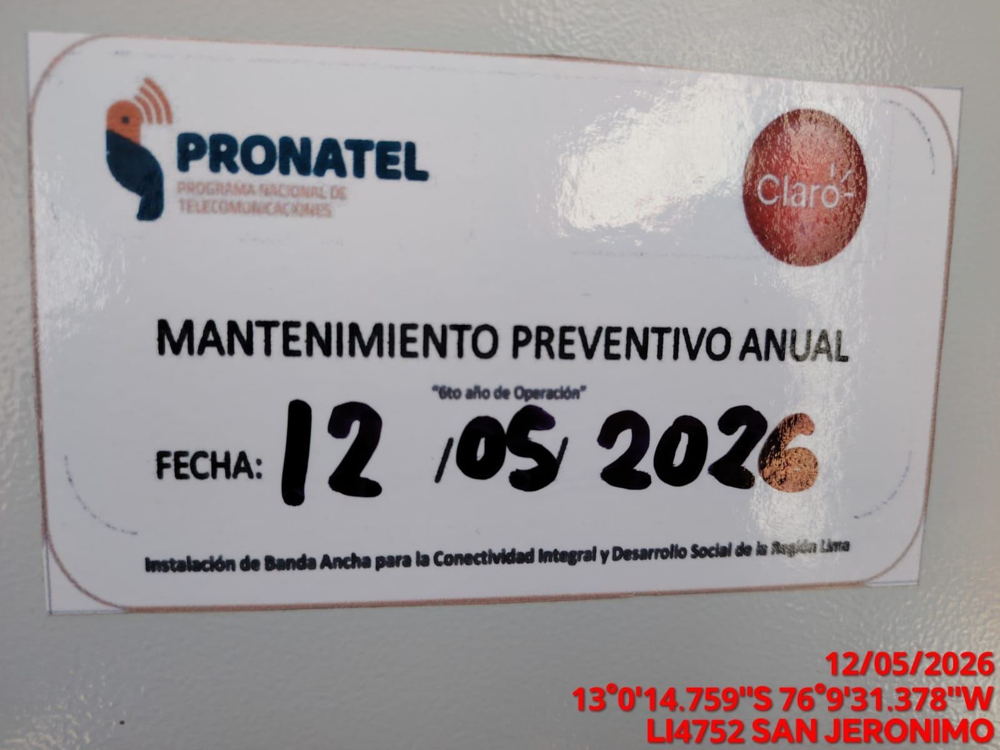 PRONATEL
PROGRAMA NACIONAL DE
TELECOMUNICACIONES
Claro
MANTENIMIENTO PREVENTIVO ANUAL
"6to año de Operación"
FECHA: 12 /05/ 2026
Instalación de Banda Ancha para la Conectividad Integral y Desarrollo Social de la Región Lima
12/05/2026
13°0'14.759"S 76°9'31.378"W
LI4752 SAN JERONIMO